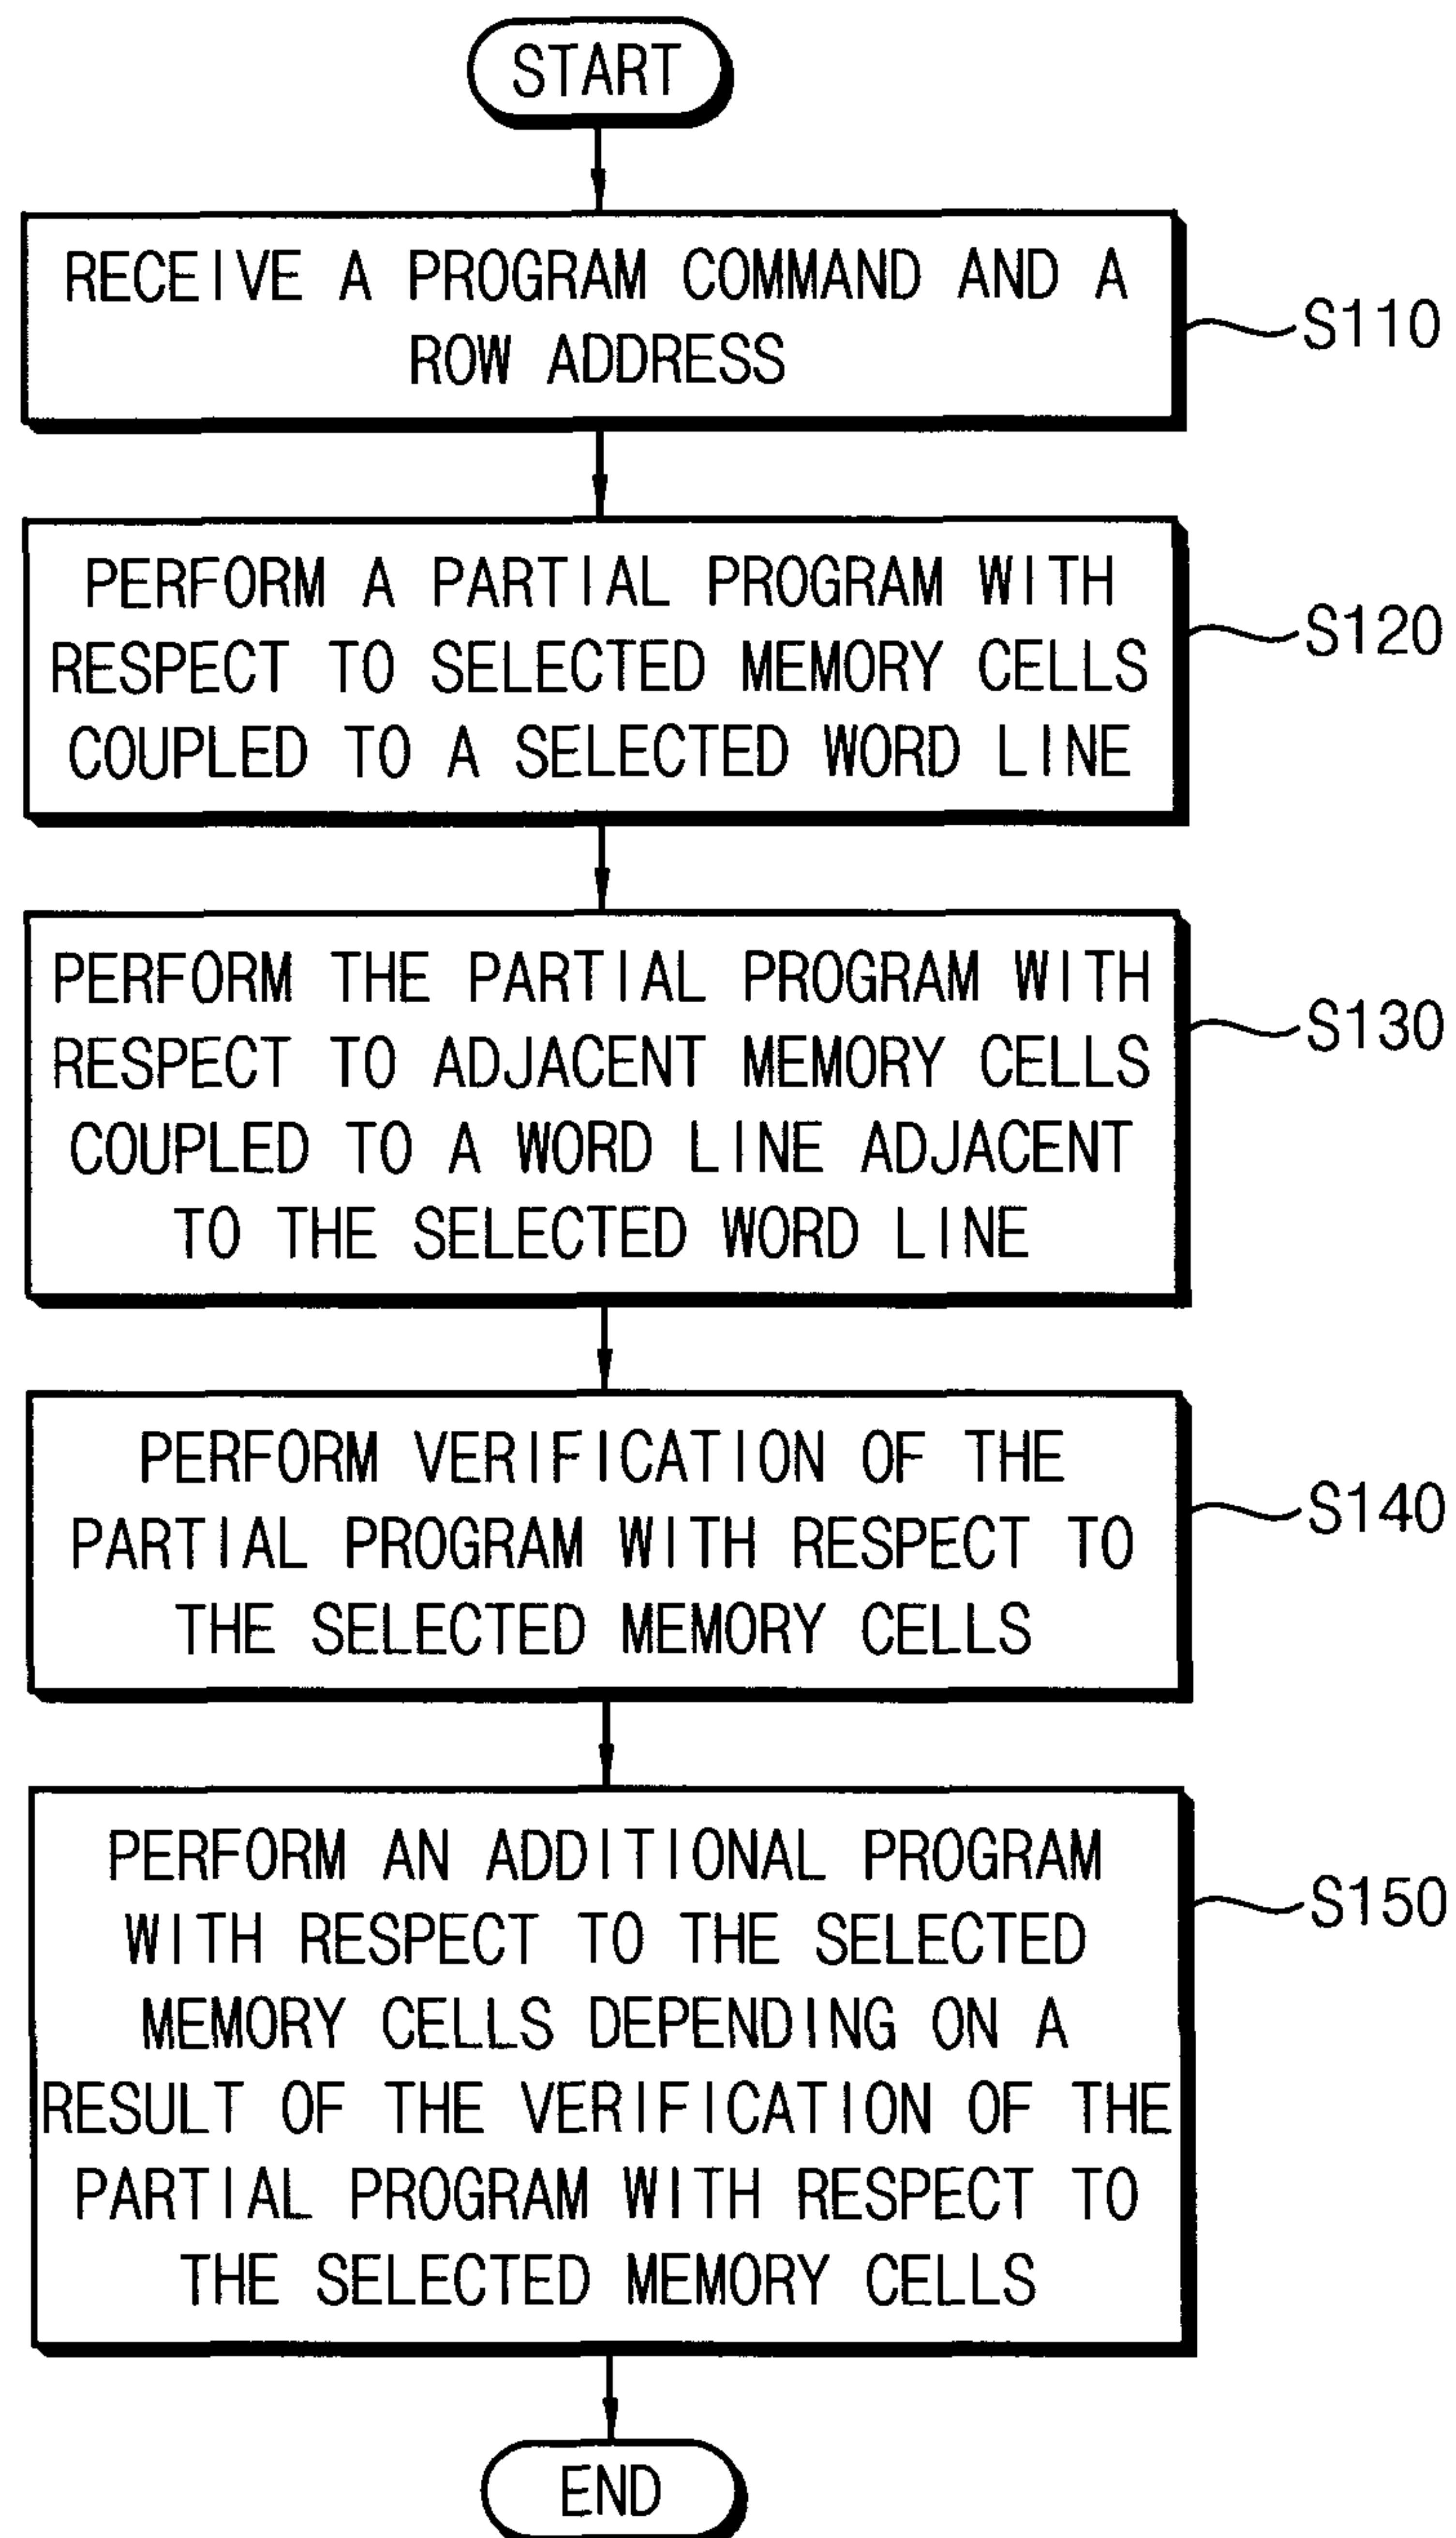 START
RECEIVE A PROGRAM COMMAND AND A
ROW ADDRESS
S110
PERFORM A PARTIAL PROGRAM WITH
RESPECT TO SELECTED MEMORY CELLS
COUPLED TO A SELECTED WORD LINE
S120
PERFORM THE PARTIAL PROGRAM WITH
RESPECT TO ADJACENT MEMORY CELLS
COUPLED TO A WORD LINE ADJACENT
TO THE SELECTED WORD LINE
S130
PERFORM VERIFICATION OF THE
PARTIAL PROGRAM WITH RESPECT TO
THE SELECTED MEMORY CELLS
S140
PERFORM AN ADDITIONAL PROGRAM
WITH RESPECT TO THE SELECTED
MEMORY CELLS DEPENDING ON A
RESULT OF THE VERIFICATION OF THE
PARTIAL PROGRAM WITH RESPECT TO
THE SELECTED MEMORY CELLS
S150
END